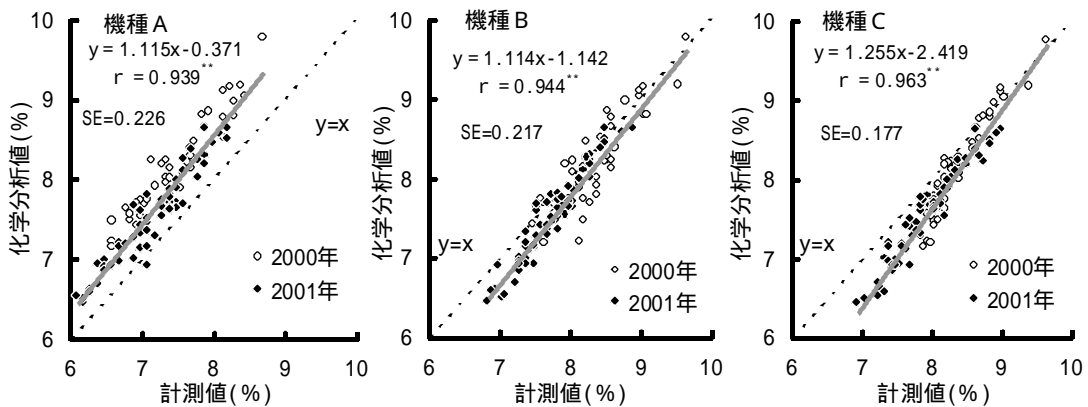 機種A
y = 1.115x-0.371
r = 0.939**
SE=0.226
y=x
2000年
2001年
10
9
8
7
6
6 7 8 9 10
化学分析値(%)
計測値(%)
機種B
y = 1.114x-1.142
r = 0.944**
SE=0.217
y=x
2000年
2001年
10
9
8
7
6
6 7 8 9 10
化学分析値(%)
計測値(%)
機種C
y = 1.255x-2.419
r = 0.963**
SE=0.177
y=x
2000年
2001年
10
9
8
7
6
6 7 8 9 10
化学分析値(%)
計測値(%)